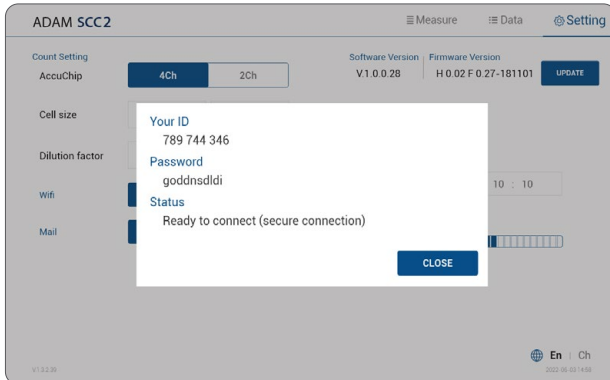 ADAM SCC2
Measure
Data
Setting
Count Setting
AccuChip
4Ch
2Ch
Software Version
V.1.0.0.28
Firmware Version
H 0.02 F 0.27-181101
UPDATE
Cell size
Dilution factor
Wifi
Mail
10 : 10
Your ID
789 744 346
Password
goddnsdldi
Status
Ready to connect (secure connection)
CLOSE
En | Ch